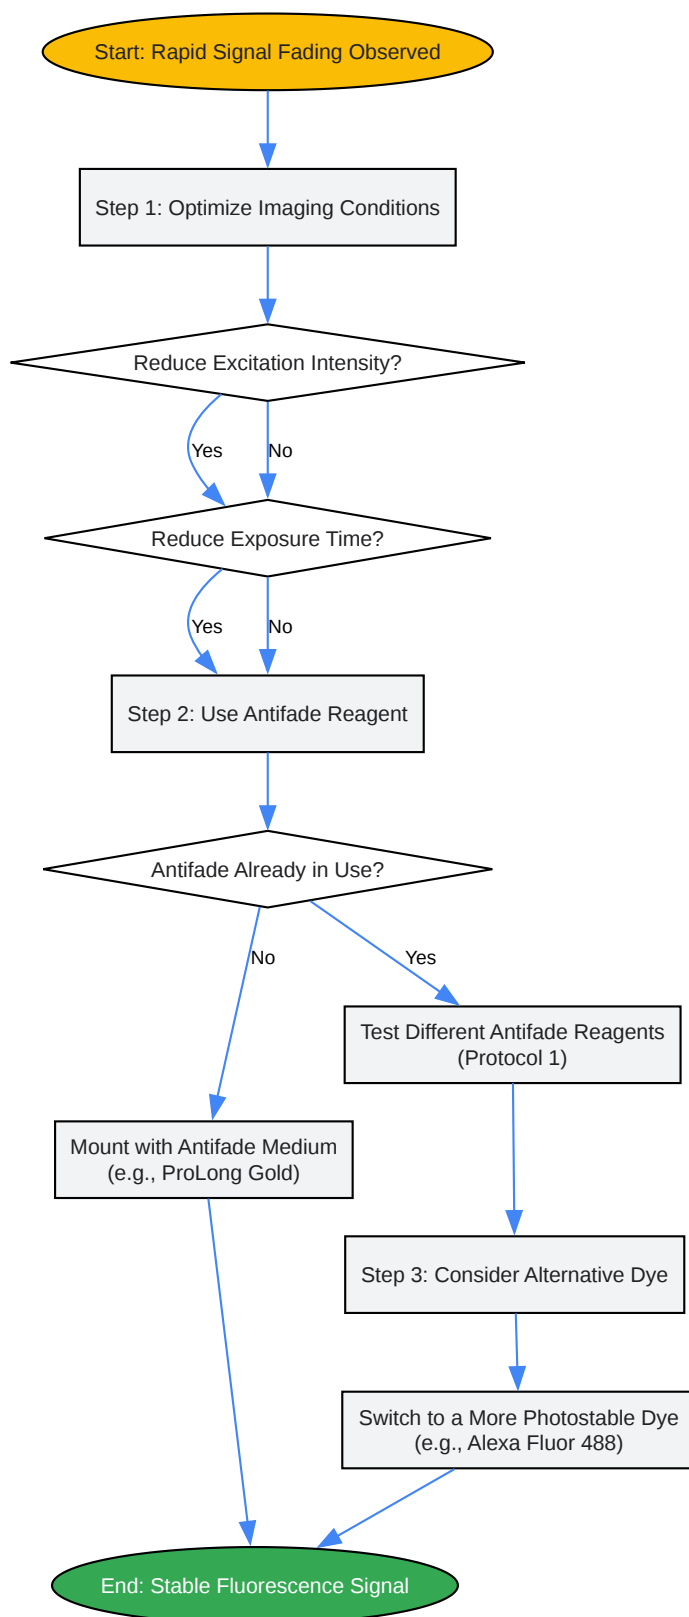 Start: Rapid Signal Fading Observed
Step 1: Optimize Imaging Conditions
Reduce Excitation Intensity?
Yes
No
Reduce Exposure Time?
Yes
No
Step 2: Use Antifade Reagent
Antifade Already in Use?
No
Yes
Test Different Antifade Reagents
(Protocol 1)
Mount with Antifade Medium
(e.g., ProLong Gold)
Step 3: Consider Alternative Dye
Switch to a More Photostable Dye
(e.g., Alexa Fluor 488)
End: Stable Fluorescence Signal